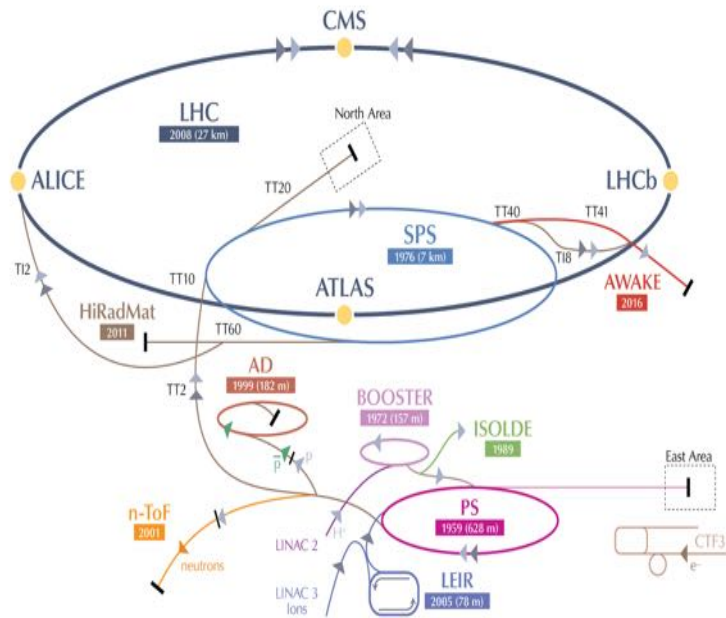 CMS
LHC
2008 (27 km)
North Area
ALICE
TT20
LHCb
TT40
TT41
SPS
1976 (7 km)
TI2
TT10
TI8
ATLAS
AWAKE
2016
HiRadMat
2011
TT60
AD
1999 (182 m)
TT2
BOOSTER
1972 (157 m)
ISOLDE
1989
p
p̅
East Area
n-ToF
2001
PS
1959 (628 m)
H⁺
LINAC 2
neutrons
CTF3
e⁻
LEIR
2005 (78 m)
LINAC 3
Ions